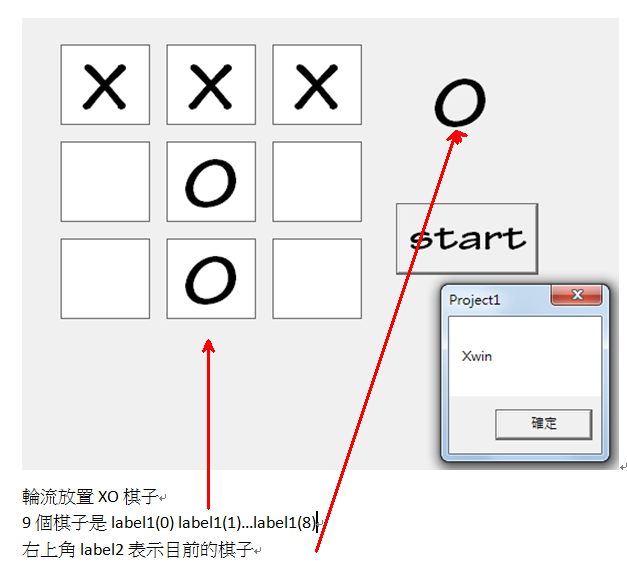 X X X O
O
start
O
Project1
Xwin
確定
輪流放置 XO 棋子
9 個棋子是 label1(0) label1(1)...label1(8)
右上角 label2 表示目前的棋子